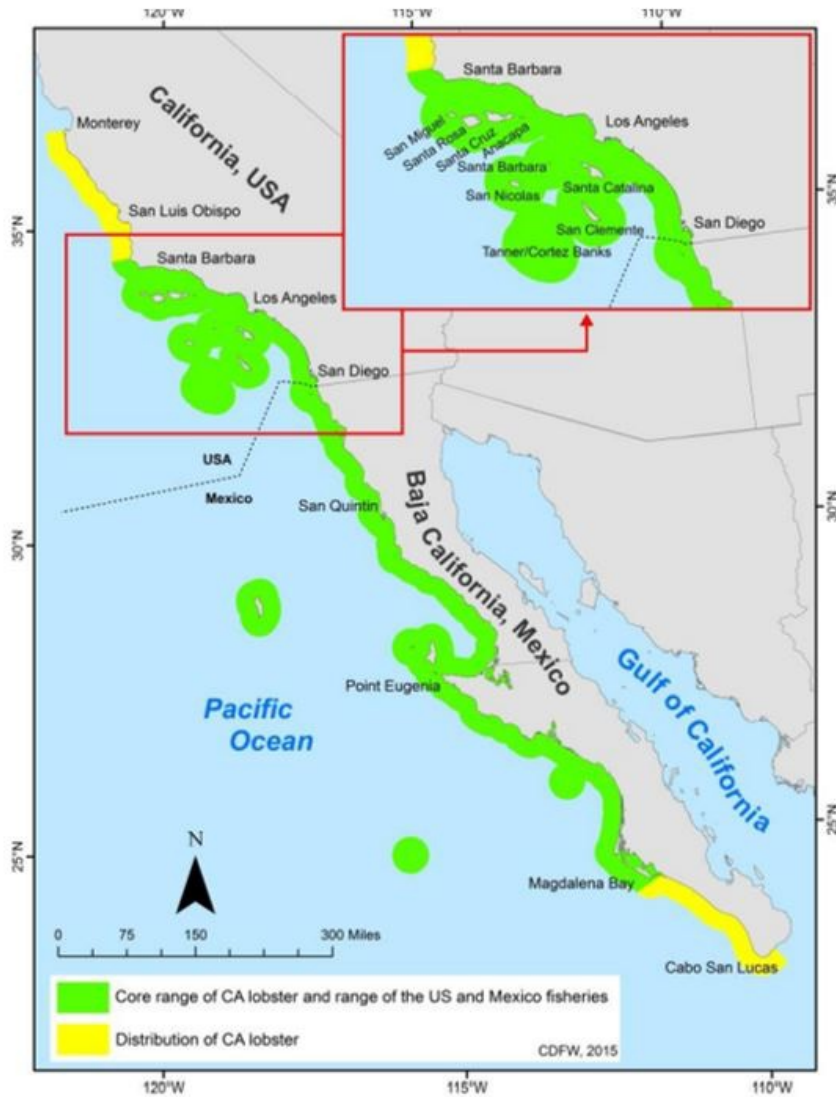 120°W
115°W
110°W
Santa Barbara
Los Angeles
San Miguel
Santa Rosa
Santa Cruz
Anacapa
Santa Barbara
San Nicolas
Santa Catalina
San Clemente
San Diego
Tanner/Cortez Banks
35°N
California, USA
Monterey
San Luis Obispo
35°N
Santa Barbara
Los Angeles
San Diego
USA
Mexico
San Quintin
Baja California, Mexico
30°N
30°N
Point Eugenia
Pacific
Ocean
Gulf of California
25°N
25°N
N
Magdalena Bay
0 75 150 300 Miles
Cabo San Lucas
Core range of CA lobster and range of the US and Mexico fisheries
Distribution of CA lobster
CDFW, 2015
120°W
115°W
110°W